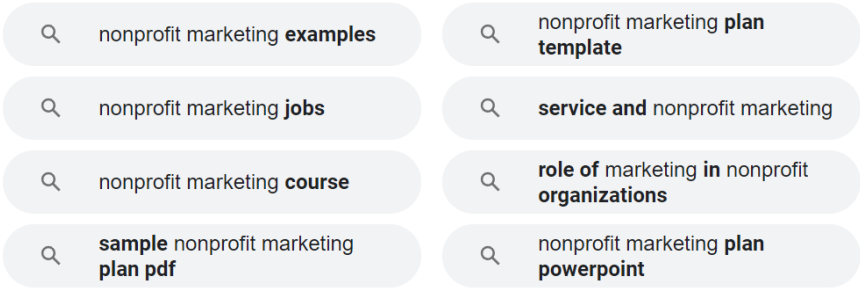 nonprofit marketing examples
nonprofit marketing plan
template
nonprofit marketing jobs
service and nonprofit marketing
nonprofit marketing course
role of marketing in nonprofit
organizations
sample nonprofit marketing
plan pdf
nonprofit marketing plan
powerpoint